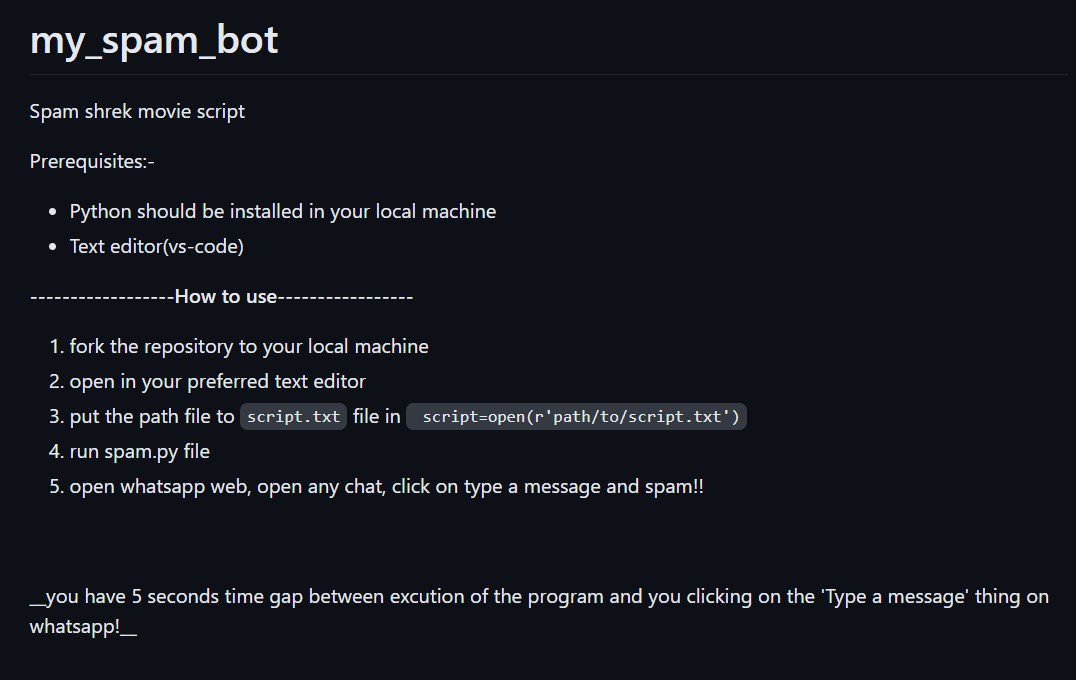 my_spam_bot
Spam shrek movie script
Prerequisites:-
• Python should be installed in your local machine
• Text editor(vs-code)
------------------How to use-----------------
1. fork the repository to your local machine
2. open in your preferred text editor
3. put the path file to script.txt file in script=open(r'path/to/script.txt')
4. run spam.py file
5. open whatsapp web, open any chat, click on type a message and spam!!
__you have 5 seconds time gap between excution of the program and you clicking on the 'Type a message' thing on
whatsapp!__